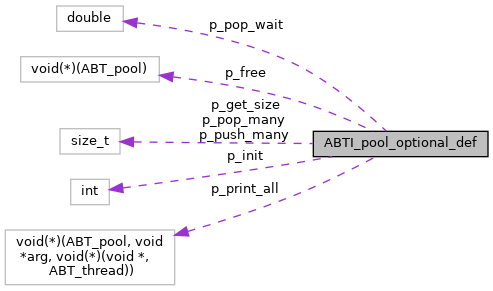 double
p_pop_wait
void(*)(ABT_pool)
p_free
p_get_size
p_pop_many
p_push_many
size_t
ABTI_pool_optional_def
p_init
int
p_print_all
void(*)(ABT_pool, void
*arg, void(*)(void *,
ABT_thread))